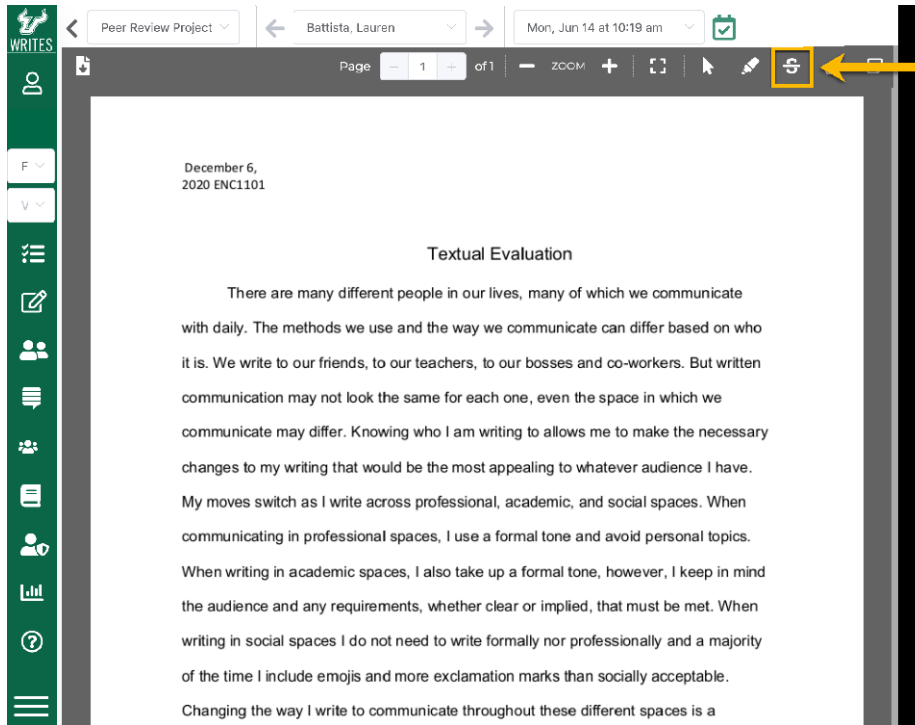 WRITES
Peer Review Project
Battista, Lauren
Mon, Jun 14 at 10:19 am
Page 1 of 1 ZOOM
F
V
December 6,
2020 ENC1101
Textual Evaluation
There are many different people in our lives, many of which we communicate
with daily. The methods we use and the way we communicate can differ based on who
it is. We write to our friends, to our teachers, to our bosses and co-workers. But written
communication may not look the same for each one, even the space in which we
communicate may differ. Knowing who I am writing to allows me to make the necessary
changes to my writing that would be the most appealing to whatever audience I have.
My moves switch as I write across professional, academic, and social spaces. When
communicating in professional spaces, I use a formal tone and avoid personal topics.
When writing in academic spaces, I also take up a formal tone, however, I keep in mind
the audience and any requirements, whether clear or implied, that must be met. When
writing in social spaces I do not need to write formally nor professionally and a majority
of the time I include emojis and more exclamation marks than socially acceptable.
Changing the way I write to communicate throughout these different spaces is a